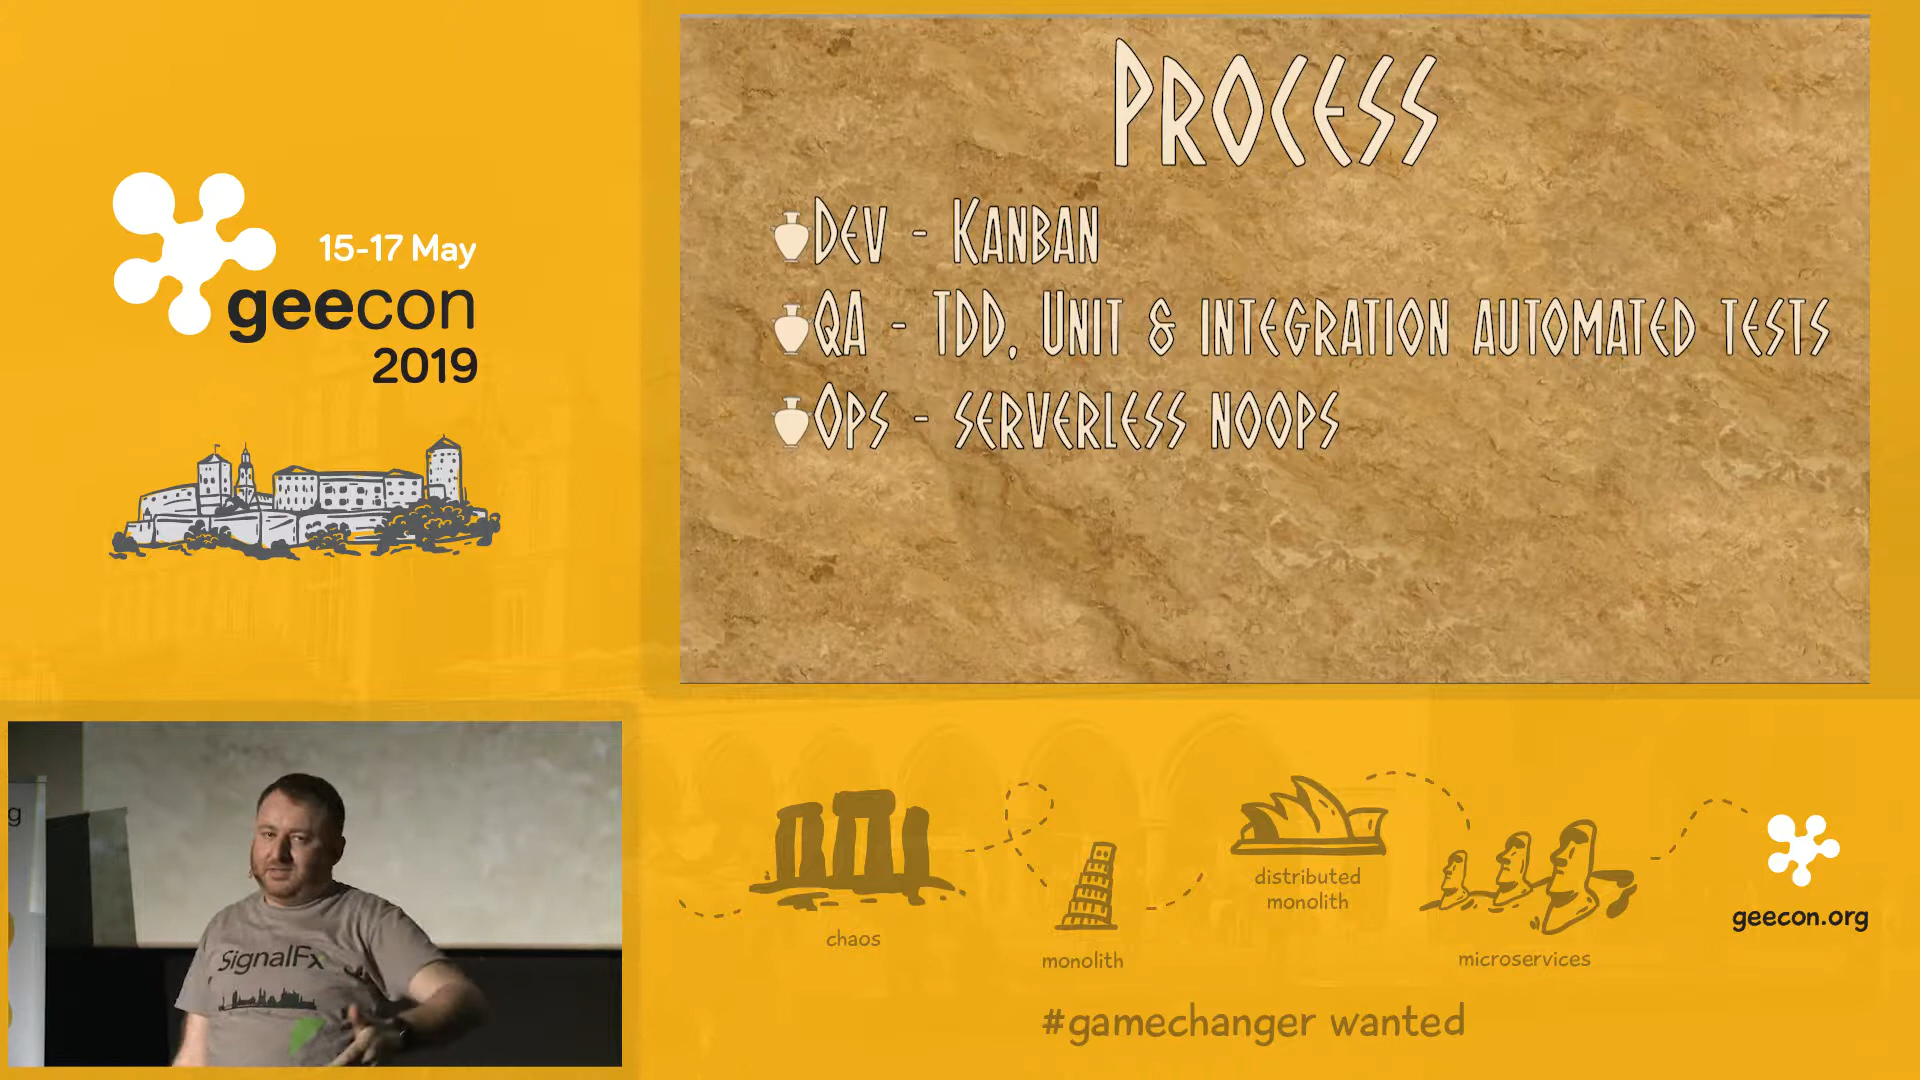 15-17 May
geecon
2019
PROCESS
DEV - KANBAN
QA - TDD, UNIT & INTEGRATION AUTOMATED TESTS
OPS - SERVERLESS NOOPS
g
SignalFx
chaos
monolith
distributed
monolith
microservices
geecon.org
#gamechanger wanted